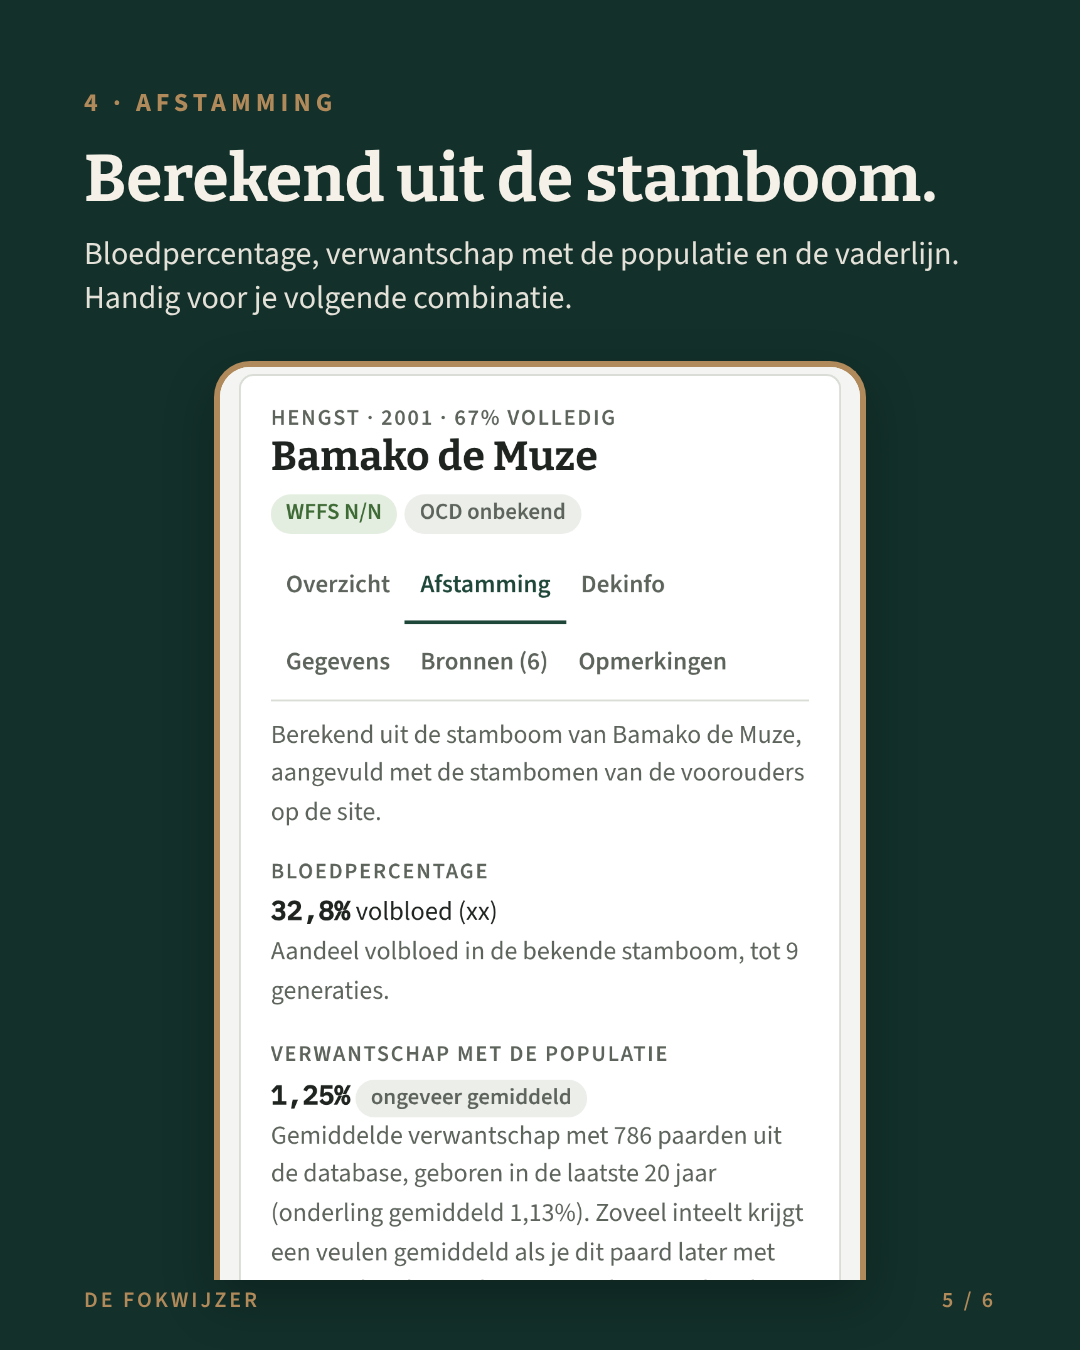 4 · AFSTAMMING
Berekend uit de stamboom.
Bloedpercentage, verwantschap met de populatie en de vaderlijn.
Handig voor je volgende combinatie.
HENGST · 2001 · 67% VOLLEDIG
Bamako de Muze
WFFS N/N OCD onbekend
Overzicht Afstamming Dekinfo
Gegevens Bronnen (6) Opmerkingen
Berekend uit de stamboom van Bamako de Muze,
aangevuld met de stambomen van de voorouders
op de site.
BLOEDPERCENTAGE
32,8% volbloed (xx)
Aandeel volbloed in de bekende stamboom, tot 9
generaties.
VERWANTSCHAP MET DE POPULATIE
1,25% ongeveer gemiddeld
Gemiddelde verwantschap met 786 paarden uit
de database, geboren in de laatste 20 jaar
(onderling gemiddeld 1,13%). Zoveel inteelt krijgt
een veulen gemiddeld als je dit paard later met
DE FOKWIJZER 5 / 6